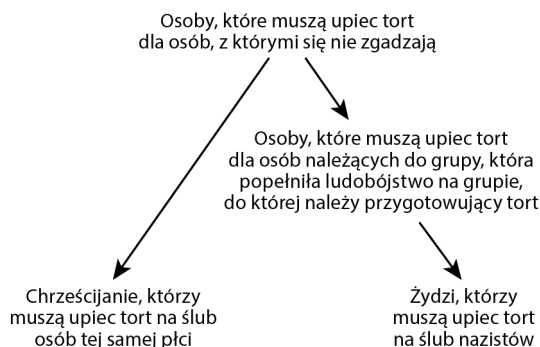 Osoby, które muszą upiec tort
dla osób, z którymi się nie zgadzają
Osoby, które muszą upiec tort
dla osób należących do grupy, która
popełniła ludobójstwo na grupie,
do której należy przygotowujący tort
Chrześcijanie, którzy
muszą upiec tort na ślub
osób tej samej płci
Żydzi, którzy
muszą upiec tort
na ślub nazistów